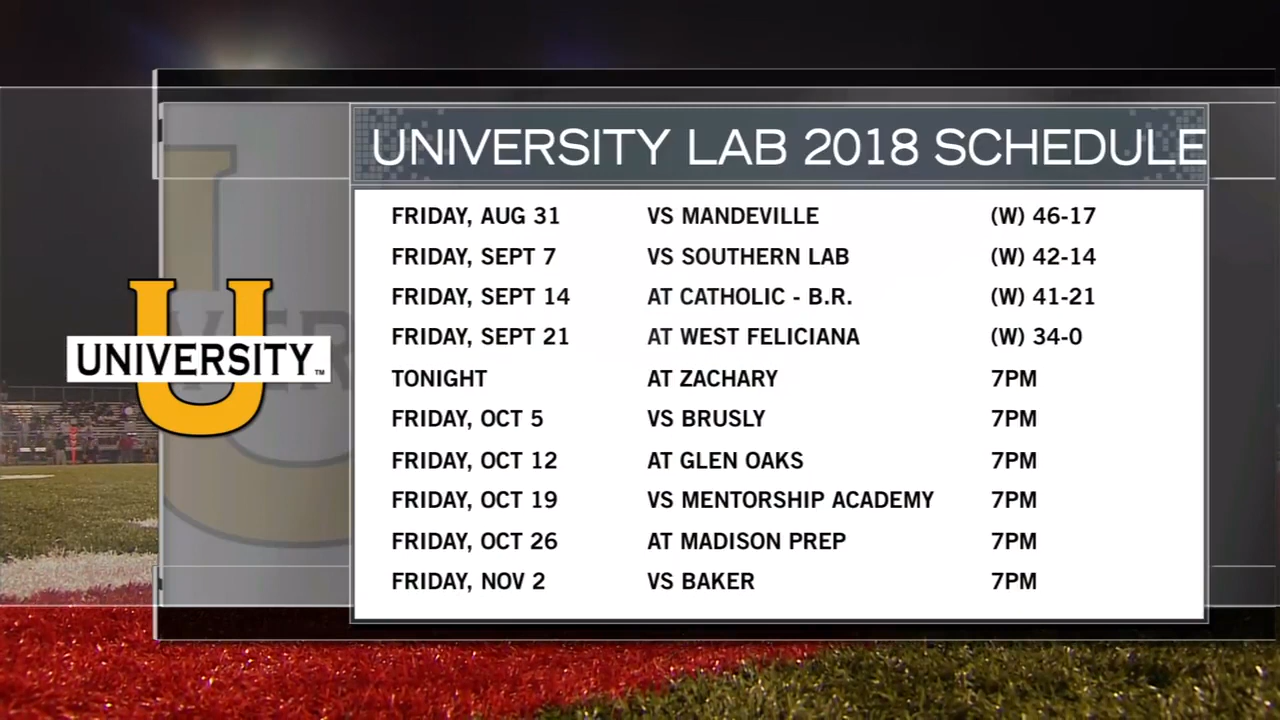 UNIVERSITY LAB 2018 SCHEDULE
FRIDAY, AUG 31 VS MANDEVILLE (W) 46-17
FRIDAY, SEPT 7 VS SOUTHERN LAB (W) 42-14
FRIDAY, SEPT 14 AT CATHOLIC - B.R. (W) 41-21
FRIDAY, SEPT 21 AT WEST FELICIANA (W) 34-0
TONIGHT AT ZACHARY 7PM
FRIDAY, OCT 5 VS BRUSLY 7PM
FRIDAY, OCT 12 AT GLEN OAKS 7PM
FRIDAY, OCT 19 VS MENTORSHIP ACADEMY 7PM
FRIDAY, OCT 26 AT MADISON PREP 7PM
FRIDAY, NOV 2 VS BAKER 7PM
U
UNIVERSITY™